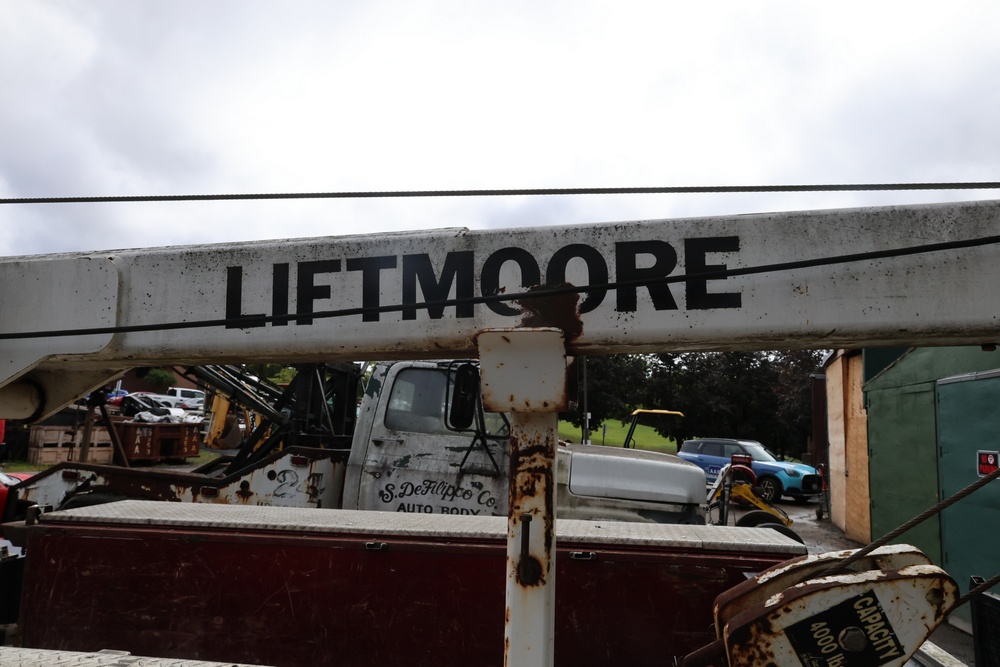 LIFTMOORE
S. DeFilippo Co.
AUTO BODY
CAPACITY
4000 lb